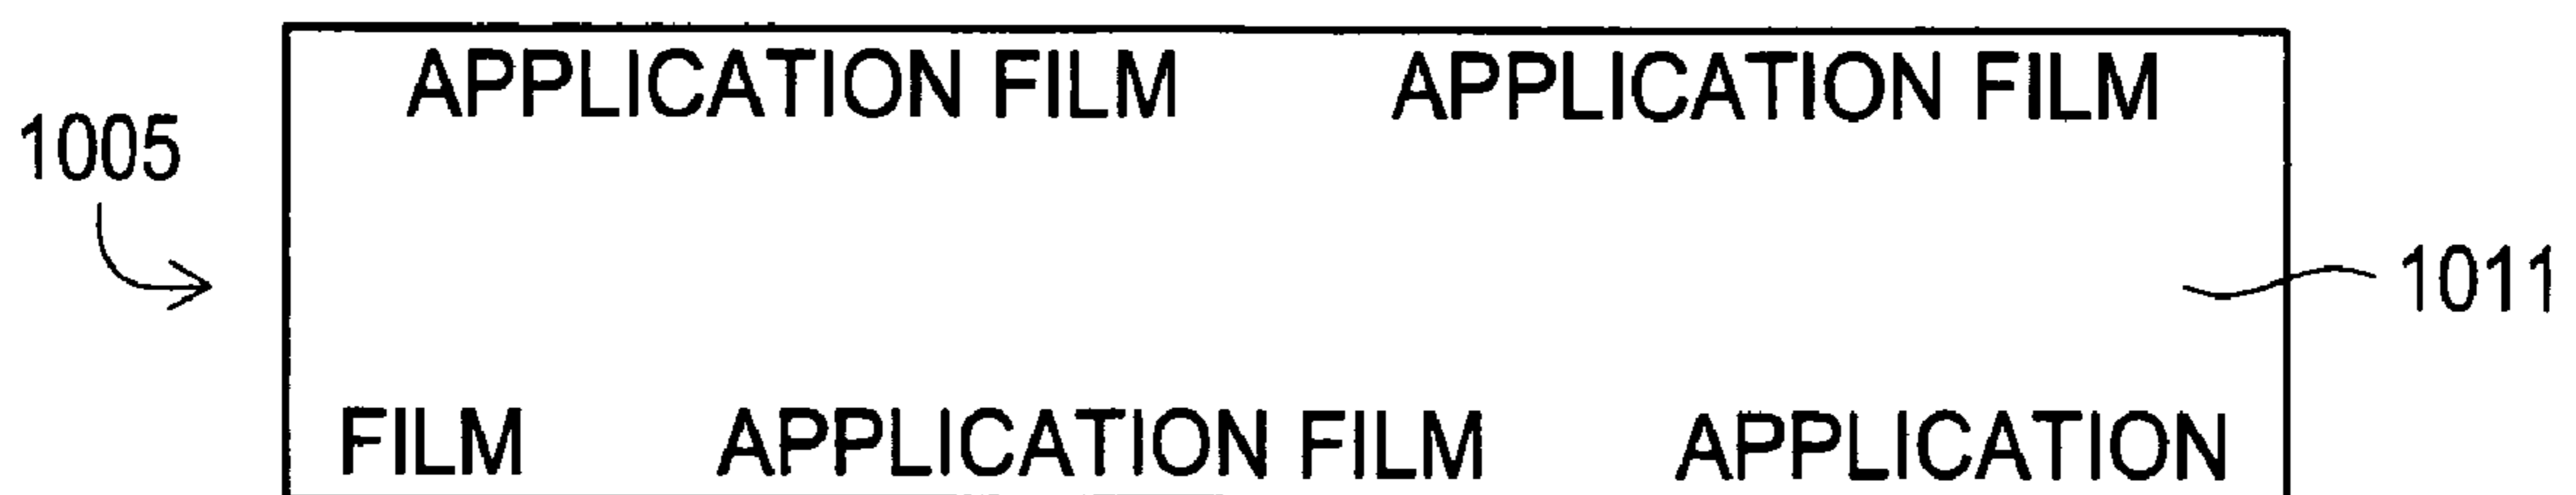 APPLICATION FILM APPLICATION FILM
1005
1011
FILM APPLICATION FILM APPLICATION